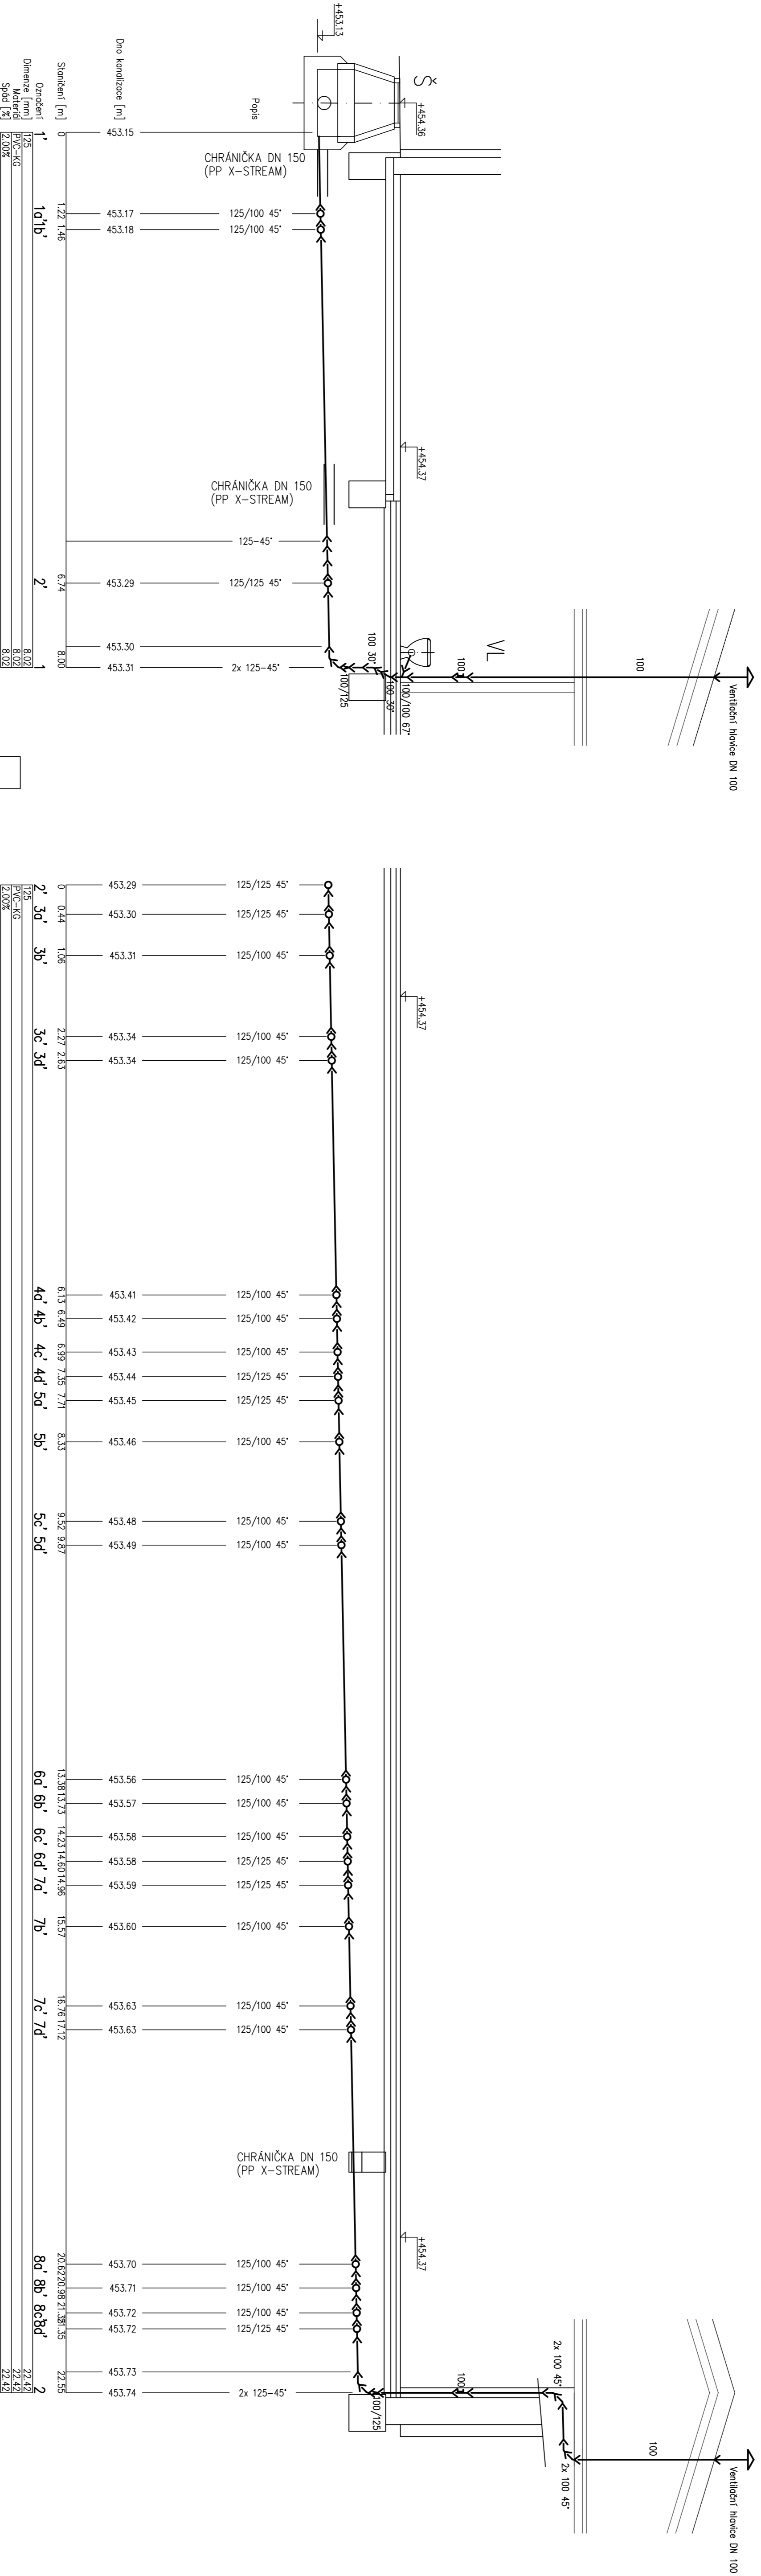 Š
+453.13
+454.36
+454.37
VL
100
100
Ventilační hlavice DN 100
100/100 67°
100 30°
100 30°
100/125
CHRÁNIČKA DN 150
(PP X-STREAM)
CHRÁNIČKA DN 150
(PP X-STREAM)
Popis
125/100 45°
125/100 45°
125-45°
125/125 45°
2x 125-45°
Dno kanalizace [m]
453.15
453.17
453.18
453.29
453.30
453.31
Staničení [m]
0
1.22
1.46
6.74
8.00
Označení
1'
1a'
1b'
2'
1
Dimenze [mm]
125
8.02
Materiál
PVC-KG
8.02
Spád [%]
2.00%
8.02
+454.37
+454.37
2x 100 45°
2x 100 45°
100
100
Ventilační hlavice DN 100
100/125
CHRÁNIČKA DN 150
(PP X-STREAM)
125/125 45°
125/125 45°
125/100 45°
125/100 45°
125/100 45°
125/100 45°
125/100 45°
125/100 45°
125/125 45°
125/125 45°
125/100 45°
125/100 45°
125/100 45°
125/100 45°
125/100 45°
125/100 45°
125/125 45°
125/125 45°
125/100 45°
125/100 45°
125/100 45°
125/100 45°
125/100 45°
125/100 45°
125/125 45°
2x 125-45°
453.29
453.30
453.31
453.34
453.34
453.41
453.42
453.43
453.44
453.45
453.46
453.48
453.49
453.56
453.57
453.58
453.58
453.59
453.60
453.63
453.63
453.70
453.71
453.72
453.72
453.73
453.74
0
0.44
1.06
2.27
2.63
6.13
6.49
6.99
7.35
7.71
8.33
9.52
9.87
13.38
13.73
14.23
14.60
14.96
15.57
16.76
17.12
20.62
20.98
21.35
22.55
2'
3a'
3b'
3c'
3d'
4a'
4b'
4c'
4d'
5a'
5b'
5c'
5d'
6a'
6b'
6c'
6d'
7a'
7b'
7c'
7d'
8a'
8b'
8c'
8d'
2
125
22.42
PVC-KG
22.42
2.00%
22.42